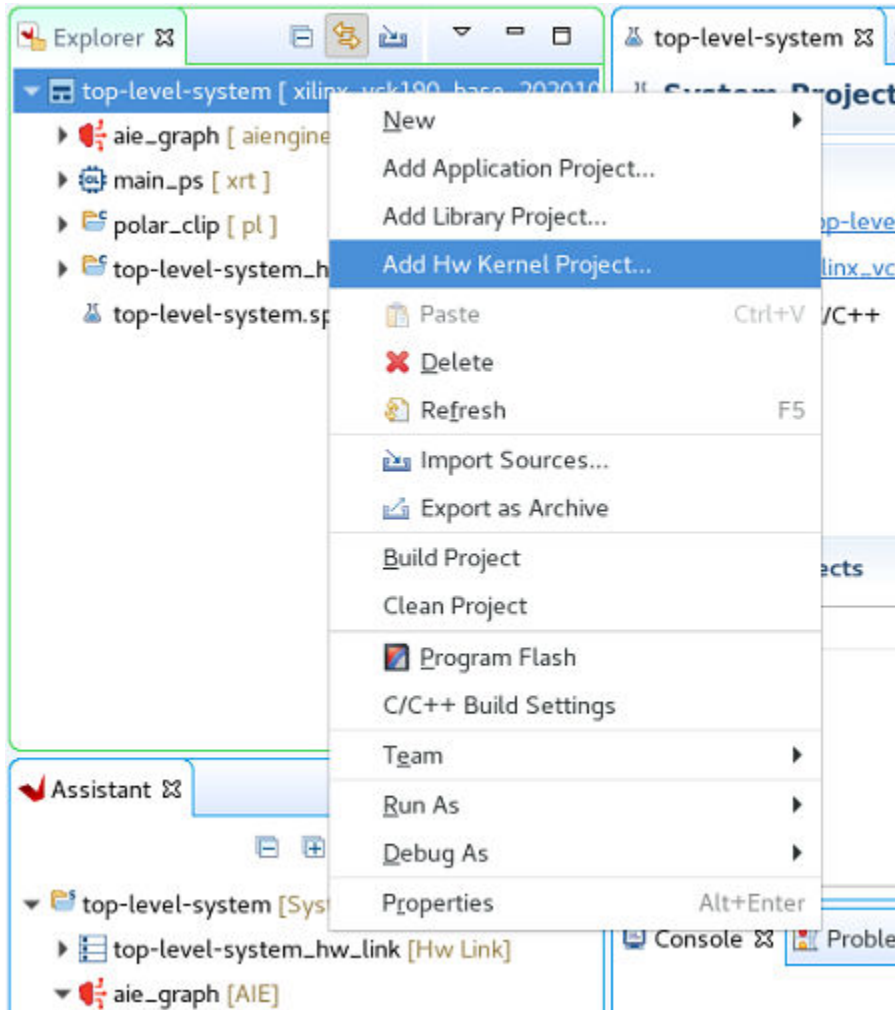 Explorer
top-level-system
top-level-system [ xilinx_vck190_base_202010
System Project
aie_graph [ aiengine
main_ps [ xrt ]
polar_clip [ pl ]
top-level-system_h
top-level-system.sp
New
Add Application Project...
Add Library Project...
Add Hw Kernel Project...
Paste Ctrl+V
Delete
Refresh F5
Import Sources...
Export as Archive
Build Project
Clean Project
Program Flash
C/C++ Build Settings
Team
Run As
Debug As
Properties Alt+Enter
op-leve
linx_vc
/C++
ects
Assistant
top-level-system [Sys
top-level-system_hw_link [Hw Link]
aie_graph [AIE]
Console
Proble